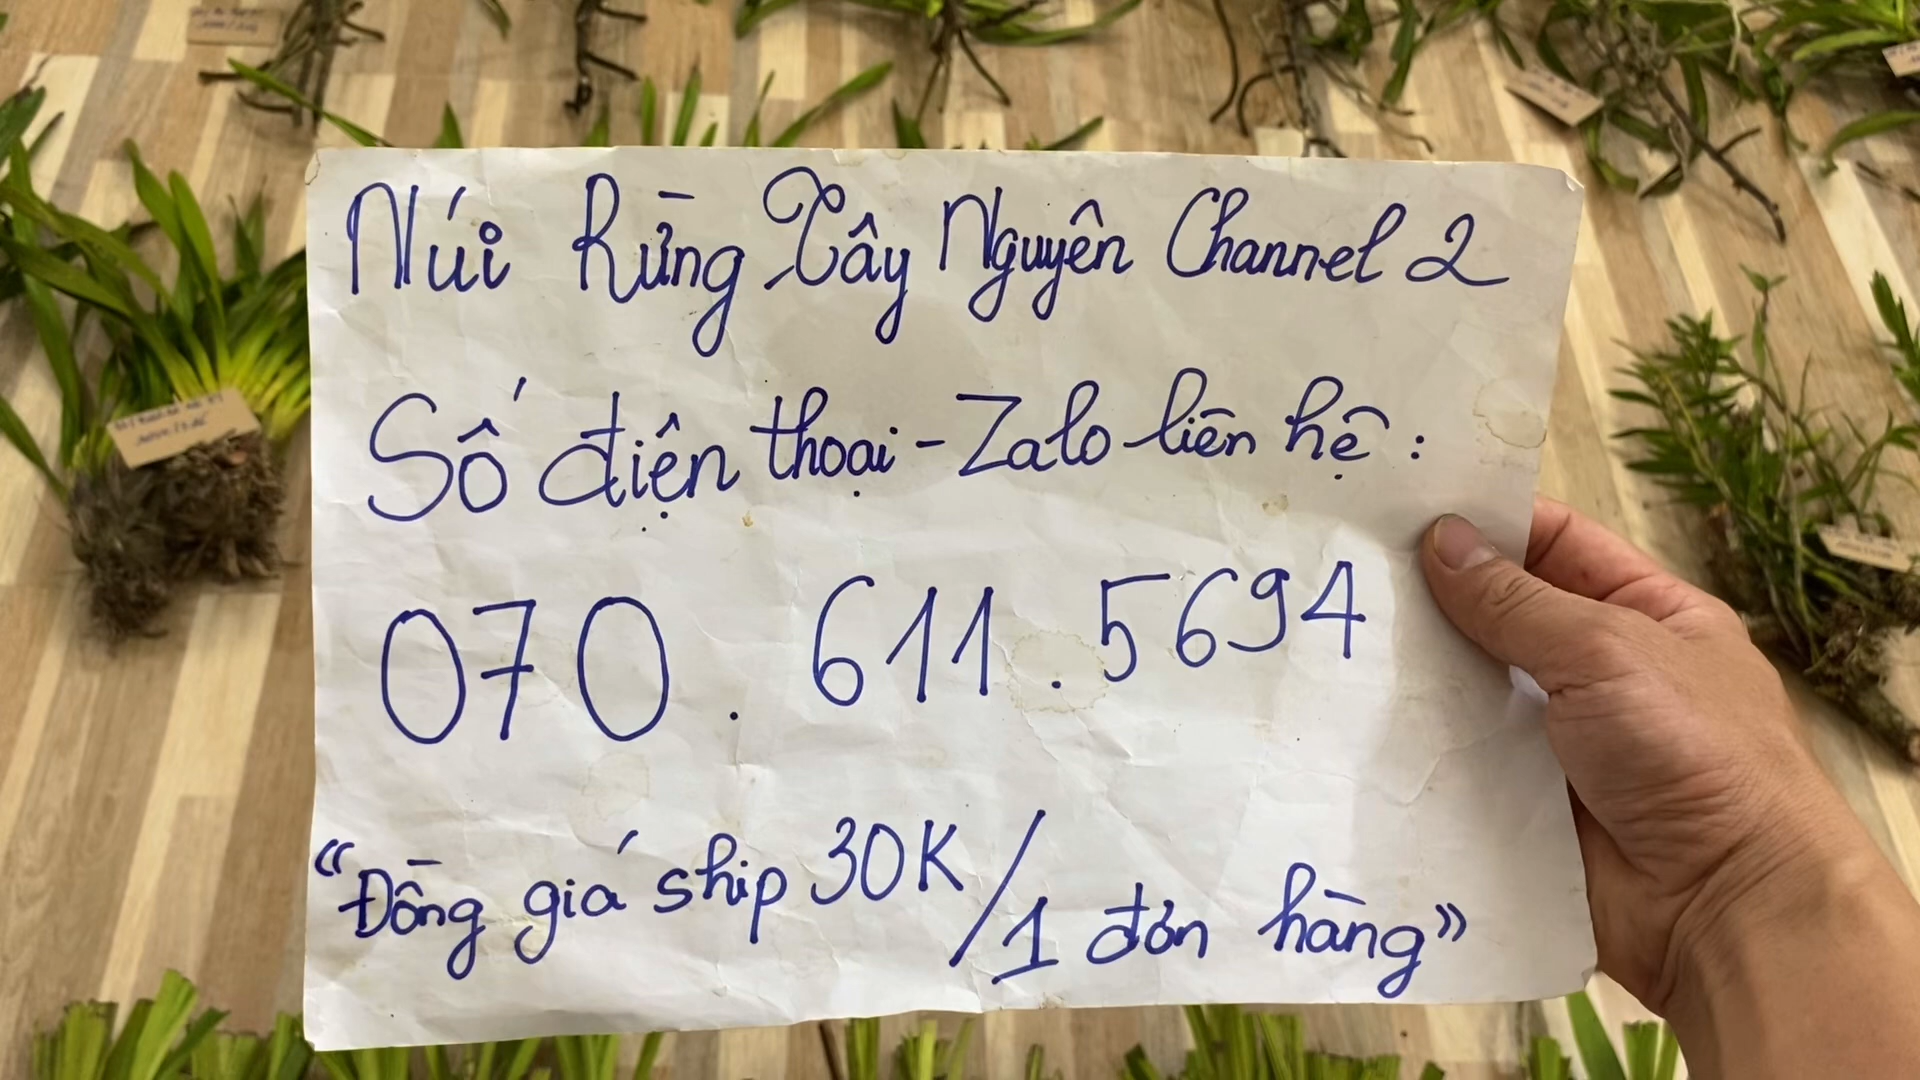 Núi Rừng Tây Nguyên Channel 2
Số điện thoại - Zalo liên hệ :
070 . 611 . 5694
“Đồng giá ship 30K/1 đơn hàng”